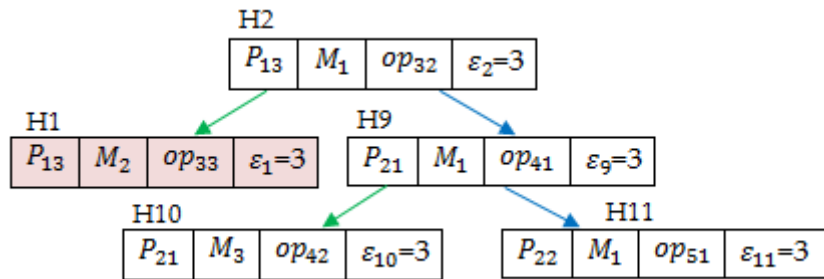 H2
P₁₃ M₁ op₃₂ ε₂=3
H1 H9
P₁₃ M₂ op₃₃ ε₁=3 P₂₁ M₁ op₄₁ ε₉=3
H10 H11
P₂₁ M₃ op₄₂ ε₁₀=3 P₂₂ M₁ op₅₁ ε₁₁=3